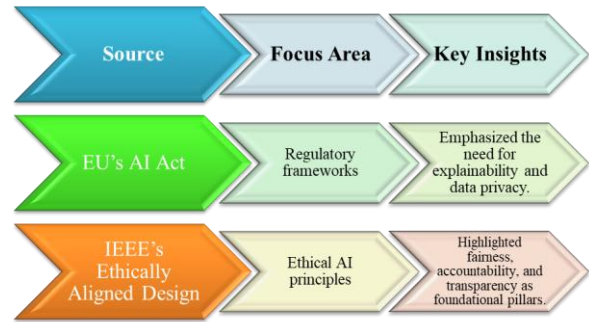 Source
Focus Area
Key Insights
EU's AI Act
Regulatory
frameworks
Emphasized the
need for
explainability and
data privacy.
IEEE's
Ethically
Aligned Design
Ethical AI
principles
Highlighted
fairness,
accountability, and
transparency as
foundational pillars.